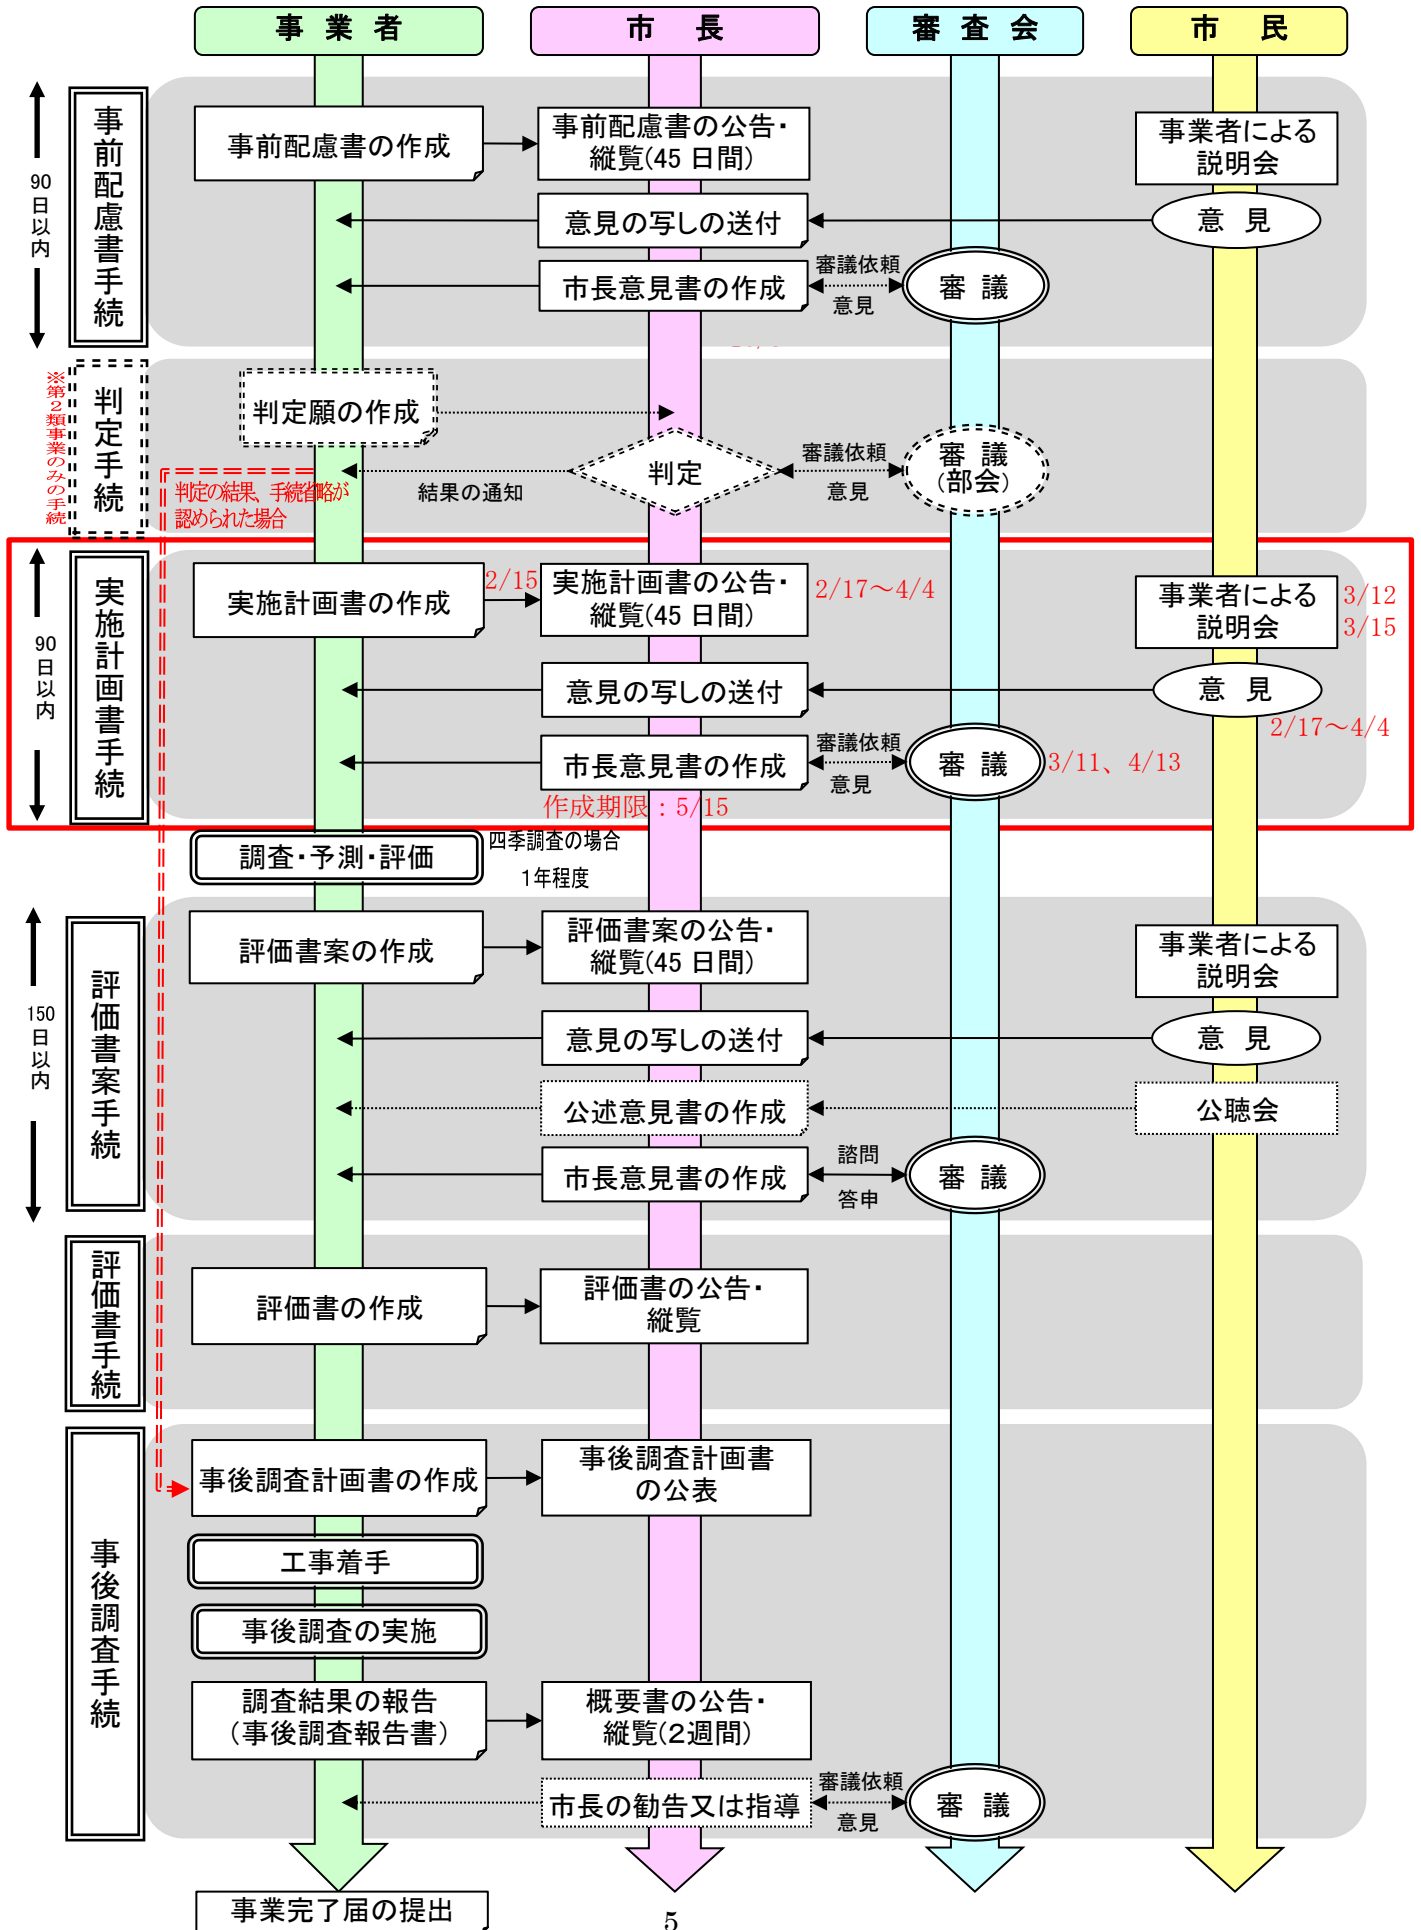 事業者
市長
審査会
市民
事前配慮書手続
90日以内
事前配慮書の作成
事前配慮書の公告・
縦覧(45日間)
事業者による
説明会
意見の写しの送付
意見
市長意見書の作成
審議依頼
意見
審議
判定手続
※第2類事業のみの手続
判定願の作成
判定
審議依頼
意見
審議
(部会)
結果の通知
判定の結果、手続省略が
認められた場合
実施計画書手続
90日以内
実施計画書の作成
2/15
実施計画書の公告・
縦覧(45日間)
2/17～4/4
事業者による
説明会
3/12
3/15
意見の写しの送付
意見
2/17～4/4
市長意見書の作成
審議依頼
意見
審議
3/11、4/13
作成期限：5/15
調査・予測・評価
四季調査の場合
1年程度
評価書案手続
150日以内
評価書案の作成
評価書案の公告・
縦覧(45日間)
事業者による
説明会
意見の写しの送付
意見
公述意見書の作成
公聴会
市長意見書の作成
諮問
答申
審議
評価書手続
評価書の作成
評価書の公告・
縦覧
事後調査手続
事後調査計画書の作成
事後調査計画書
の公表
工事着手
事後調査の実施
調査結果の報告
(事後調査報告書)
概要書の公告・
縦覧(2週間)
市長の勧告又は指導
審議依頼
意見
審議
事業完了届の提出
5